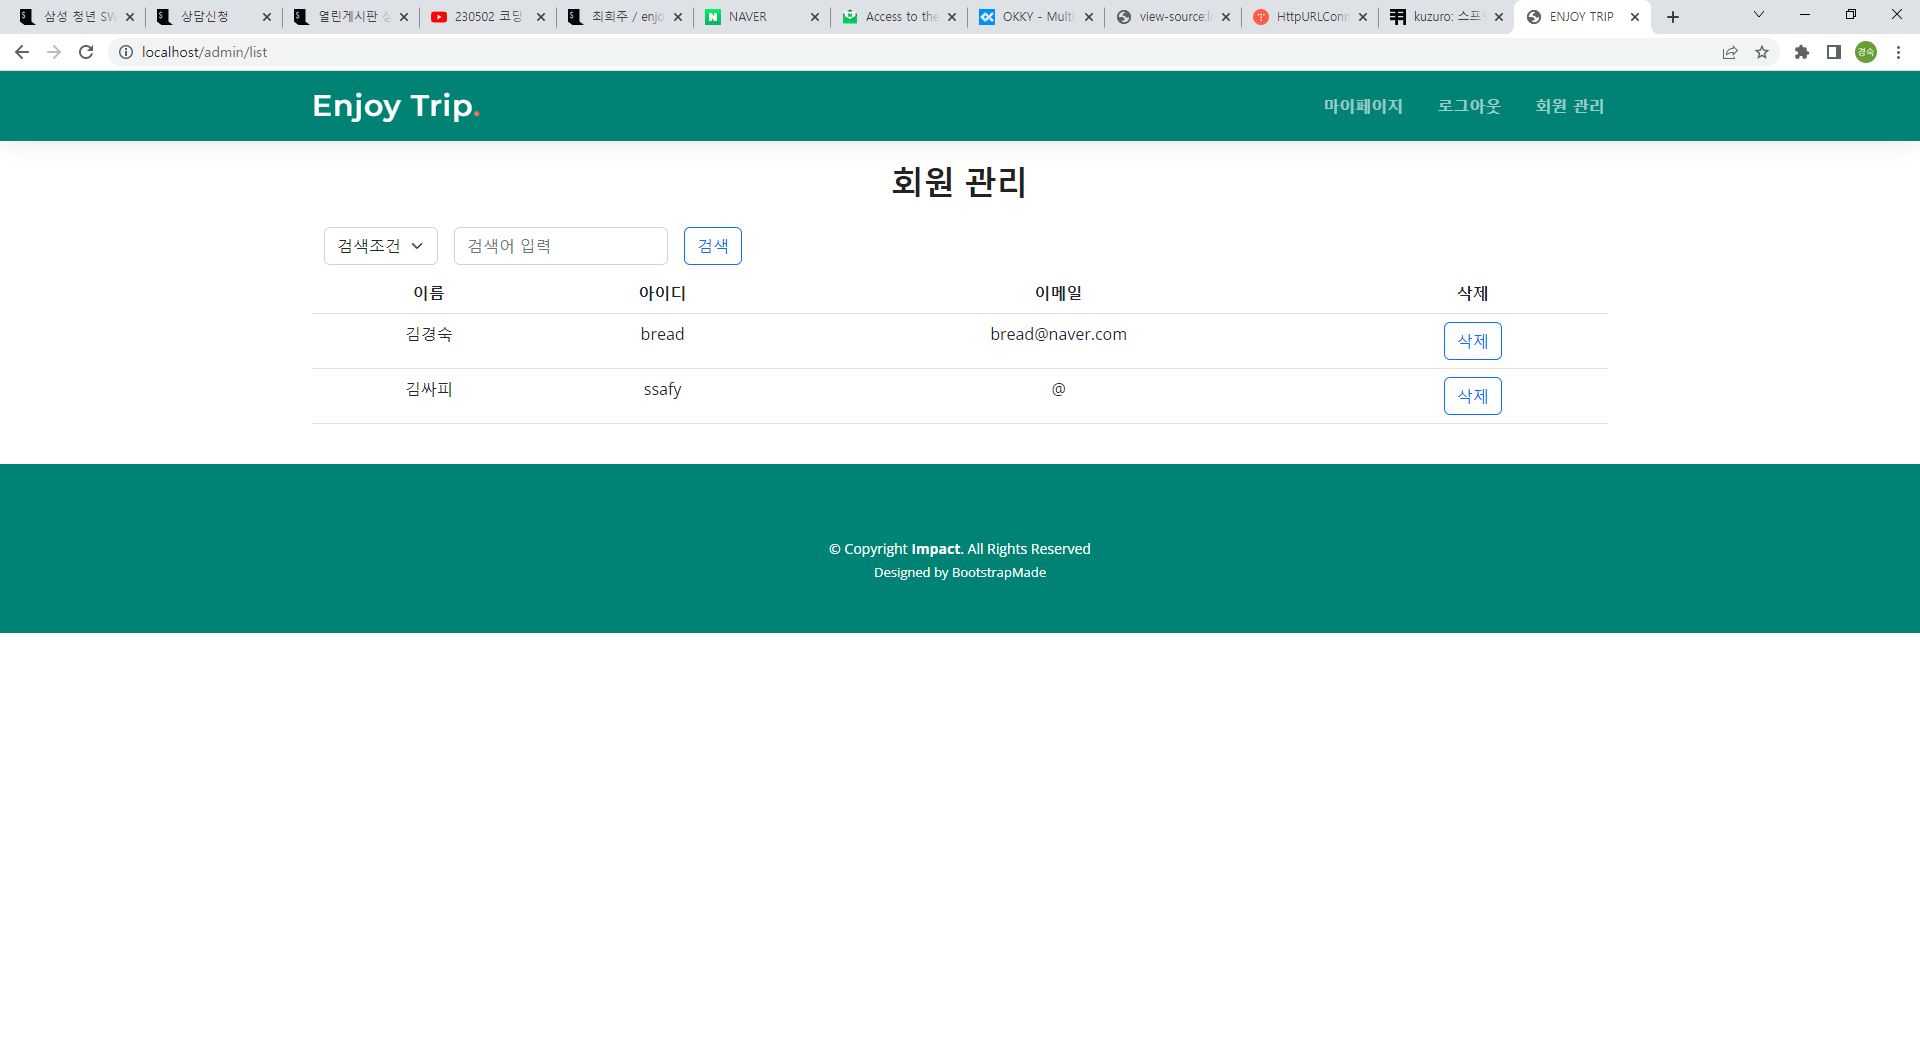 삼성 청년 SW
상담신청
열린게시판
230502 코딩
최희주 / enjo
NAVER
Access to the
OKKY - Multi
view-source:l
HttpURLConn
kuzuro: 스프
ENJOY TRIP
localhost/admin/list
경숙
Enjoy Trip.
마이페이지 로그아웃 회원 관리
회원 관리
검색조건 검색어 입력 검색
이름 아이디 이메일 삭제
김경숙 bread bread@naver.com 삭제
김싸피 ssafy @ 삭제
© Copyright Impact. All Rights Reserved
Designed by BootstrapMade